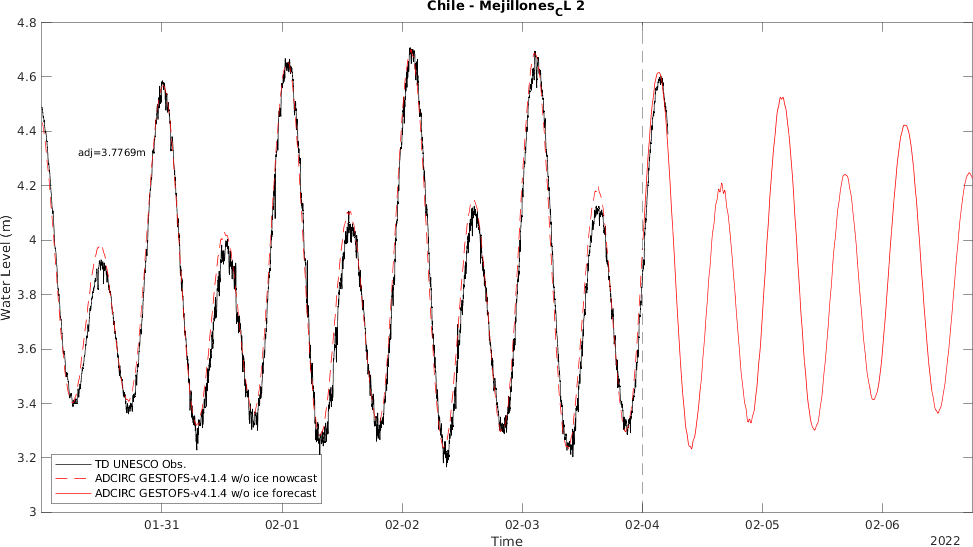 Chile - Mejillones_CL 2
4.8
4.6
4.4
4.2
4
3.8
3.6
3.4
3.2
3
Water Level (m)
adj=3.7769m
TD UNESCO Obs.
ADCIRC GESTOFS-v4.1.4 w/o ice nowcast
ADCIRC GESTOFS-v4.1.4 w/o ice forecast
01-31 02-01 02-02 02-03 02-04 02-05 02-06
Time
2022